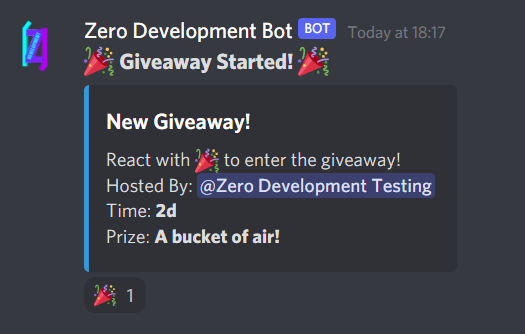 Zero Development Bot BOT Today at 18:17
🎉 Giveaway Started! 🎉
New Giveaway!
React with 🎉 to enter the giveaway!
Hosted By: @Zero Development Testing
Time: 2d
Prize: A bucket of air!
🎉 1